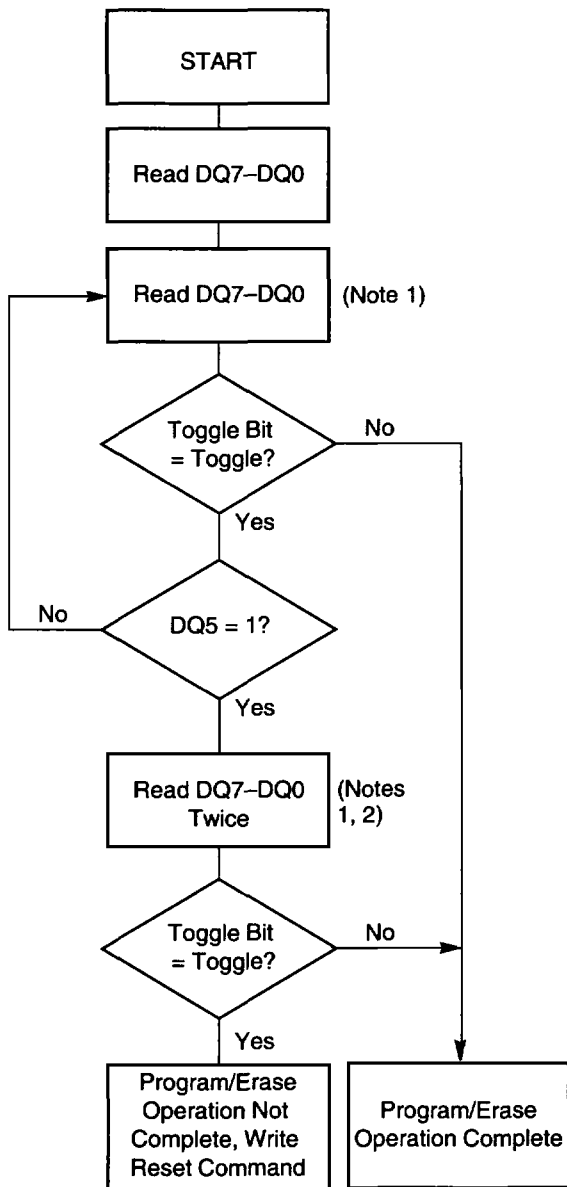 START
Read DQ7–DQ0
Read DQ7–DQ0
(Note 1)
Toggle Bit
= Toggle?
No
Yes
No
DQ5 = 1?
Yes
Read DQ7–DQ0
Twice
(Notes
1, 2)
Toggle Bit
= Toggle?
No
Yes
Program/Erase
Operation Not
Complete, Write
Reset Command
Program/Erase
Operation Complete